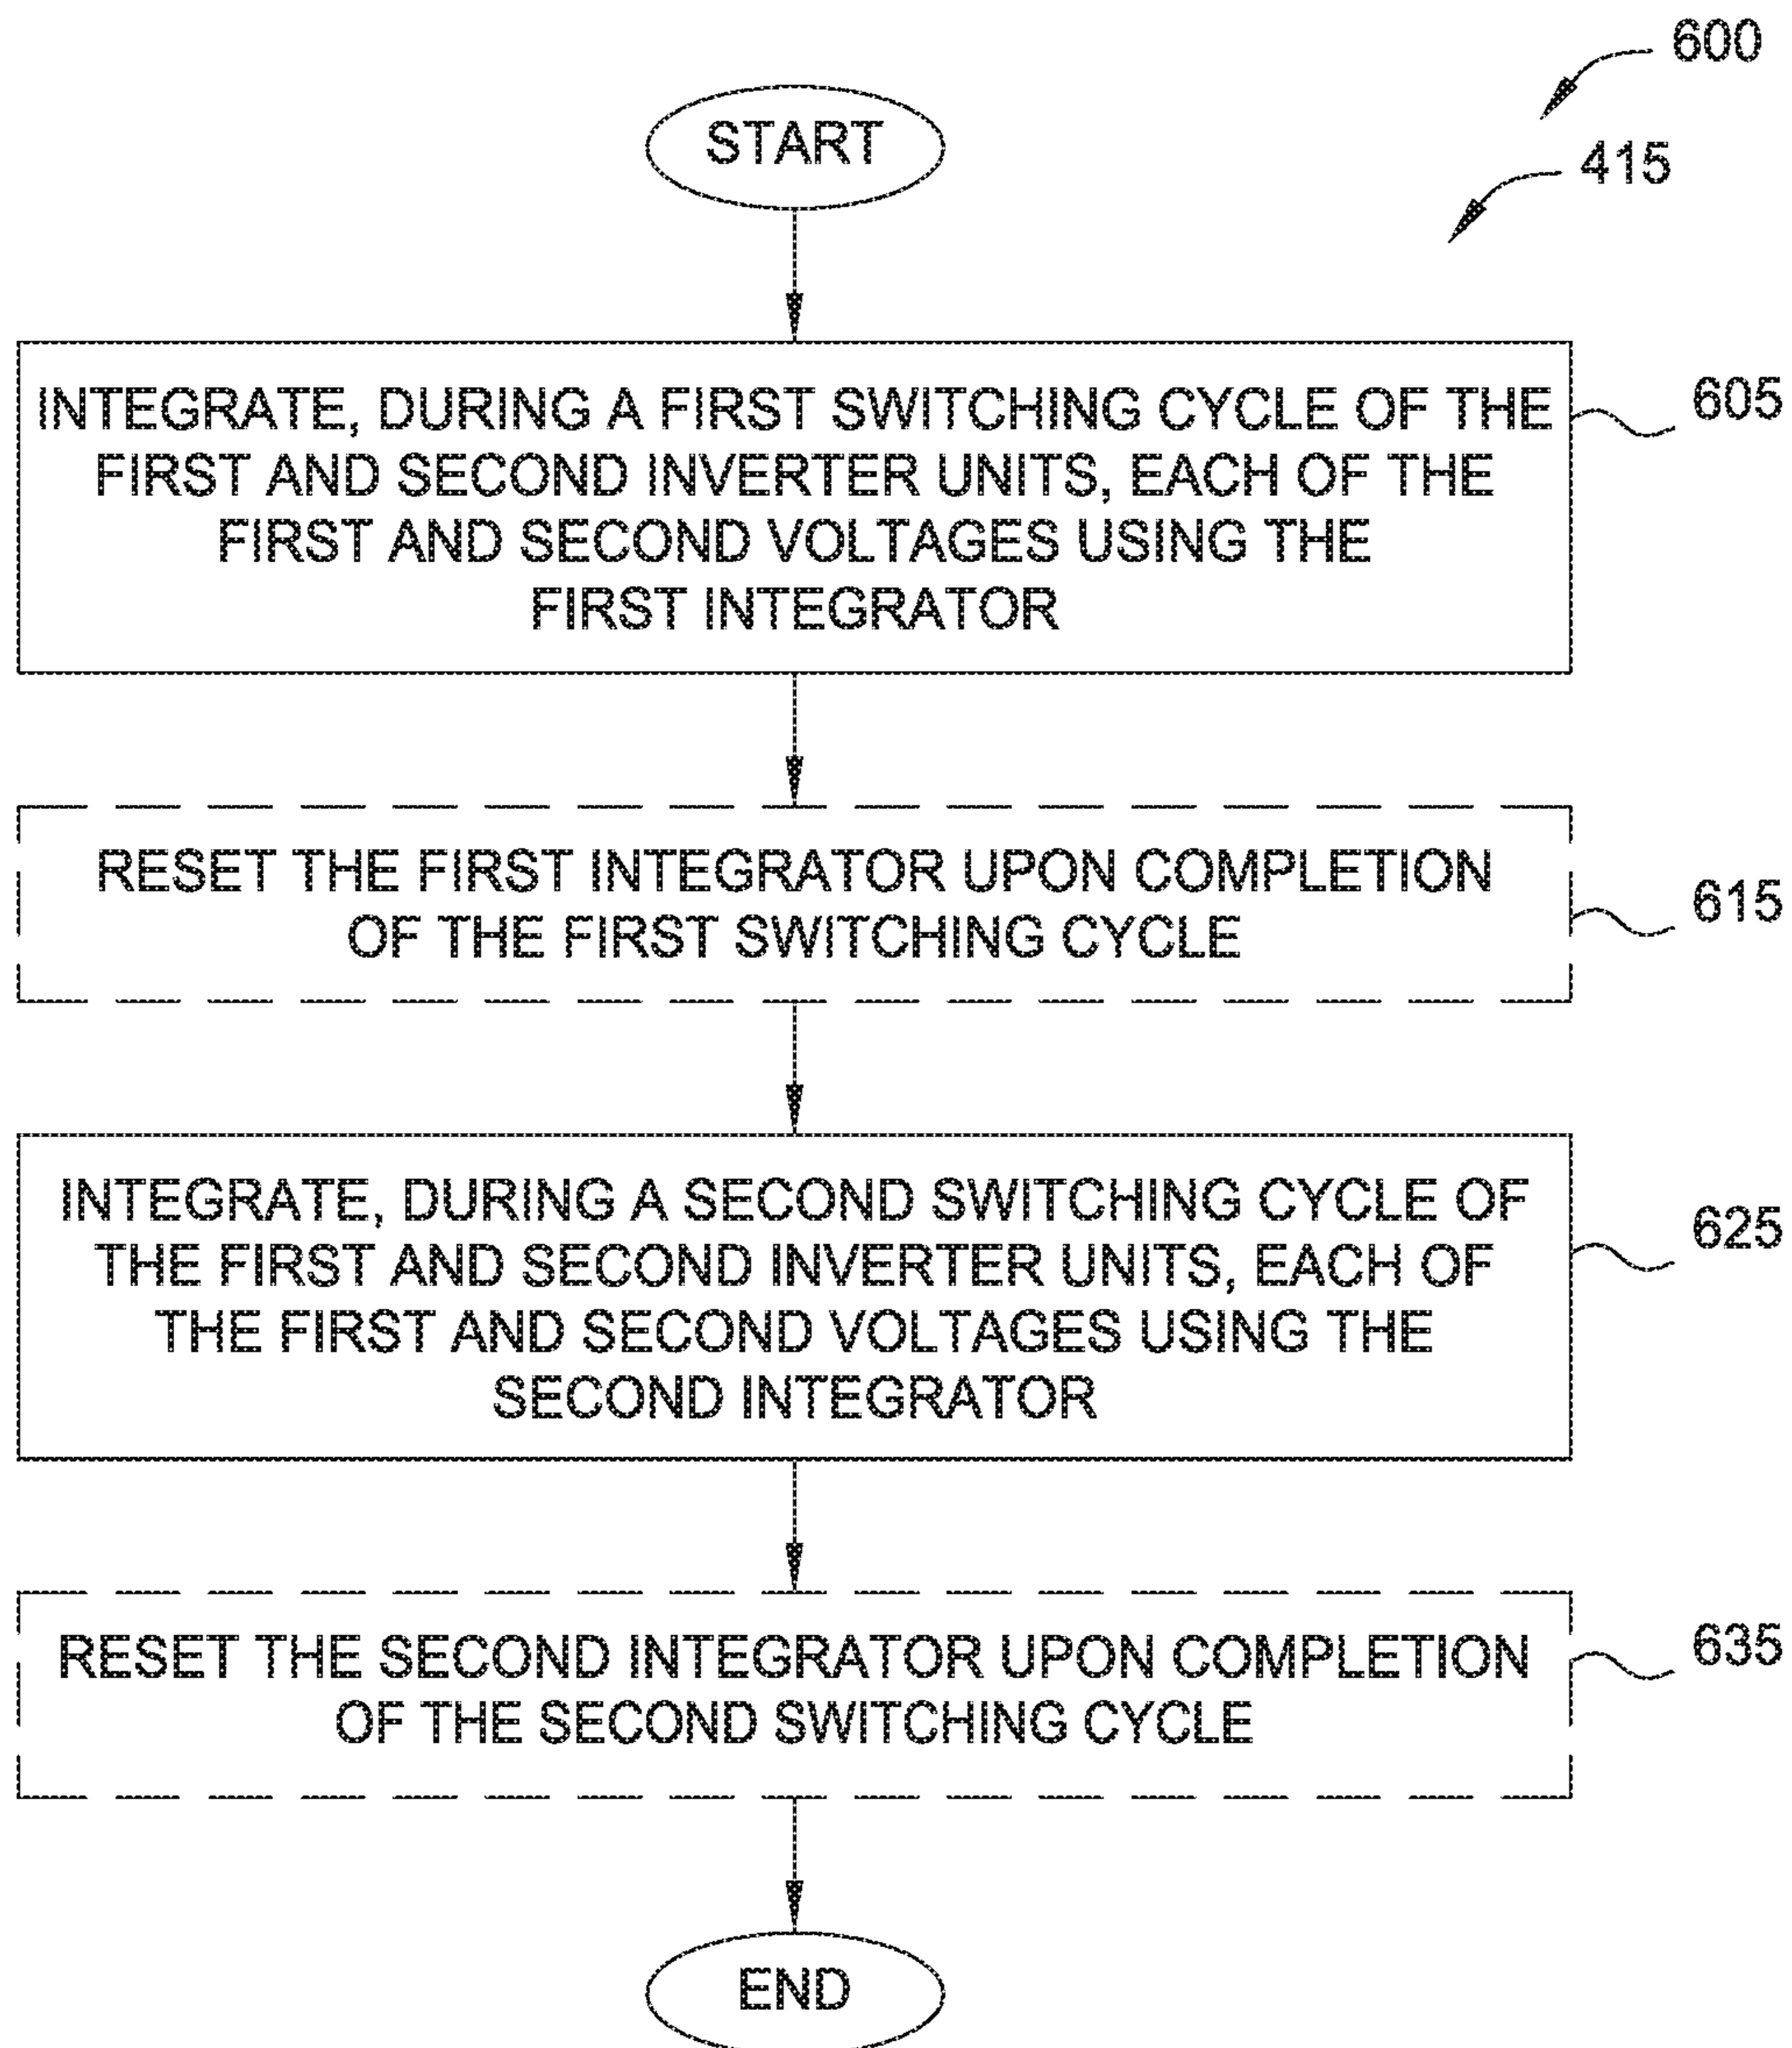 600
START
415
INTEGRATE, DURING A FIRST SWITCHING CYCLE OF THE
FIRST AND SECOND INVERTER UNITS, EACH OF THE
FIRST AND SECOND VOLTAGES USING THE
FIRST INTEGRATOR
605
RESET THE FIRST INTEGRATOR UPON COMPLETION
OF THE FIRST SWITCHING CYCLE
615
INTEGRATE, DURING A SECOND SWITCHING CYCLE OF
THE FIRST AND SECOND INVERTER UNITS, EACH OF
THE FIRST AND SECOND VOLTAGES USING THE
SECOND INTEGRATOR
625
RESET THE SECOND INTEGRATOR UPON COMPLETION
OF THE SECOND SWITCHING CYCLE
635
END